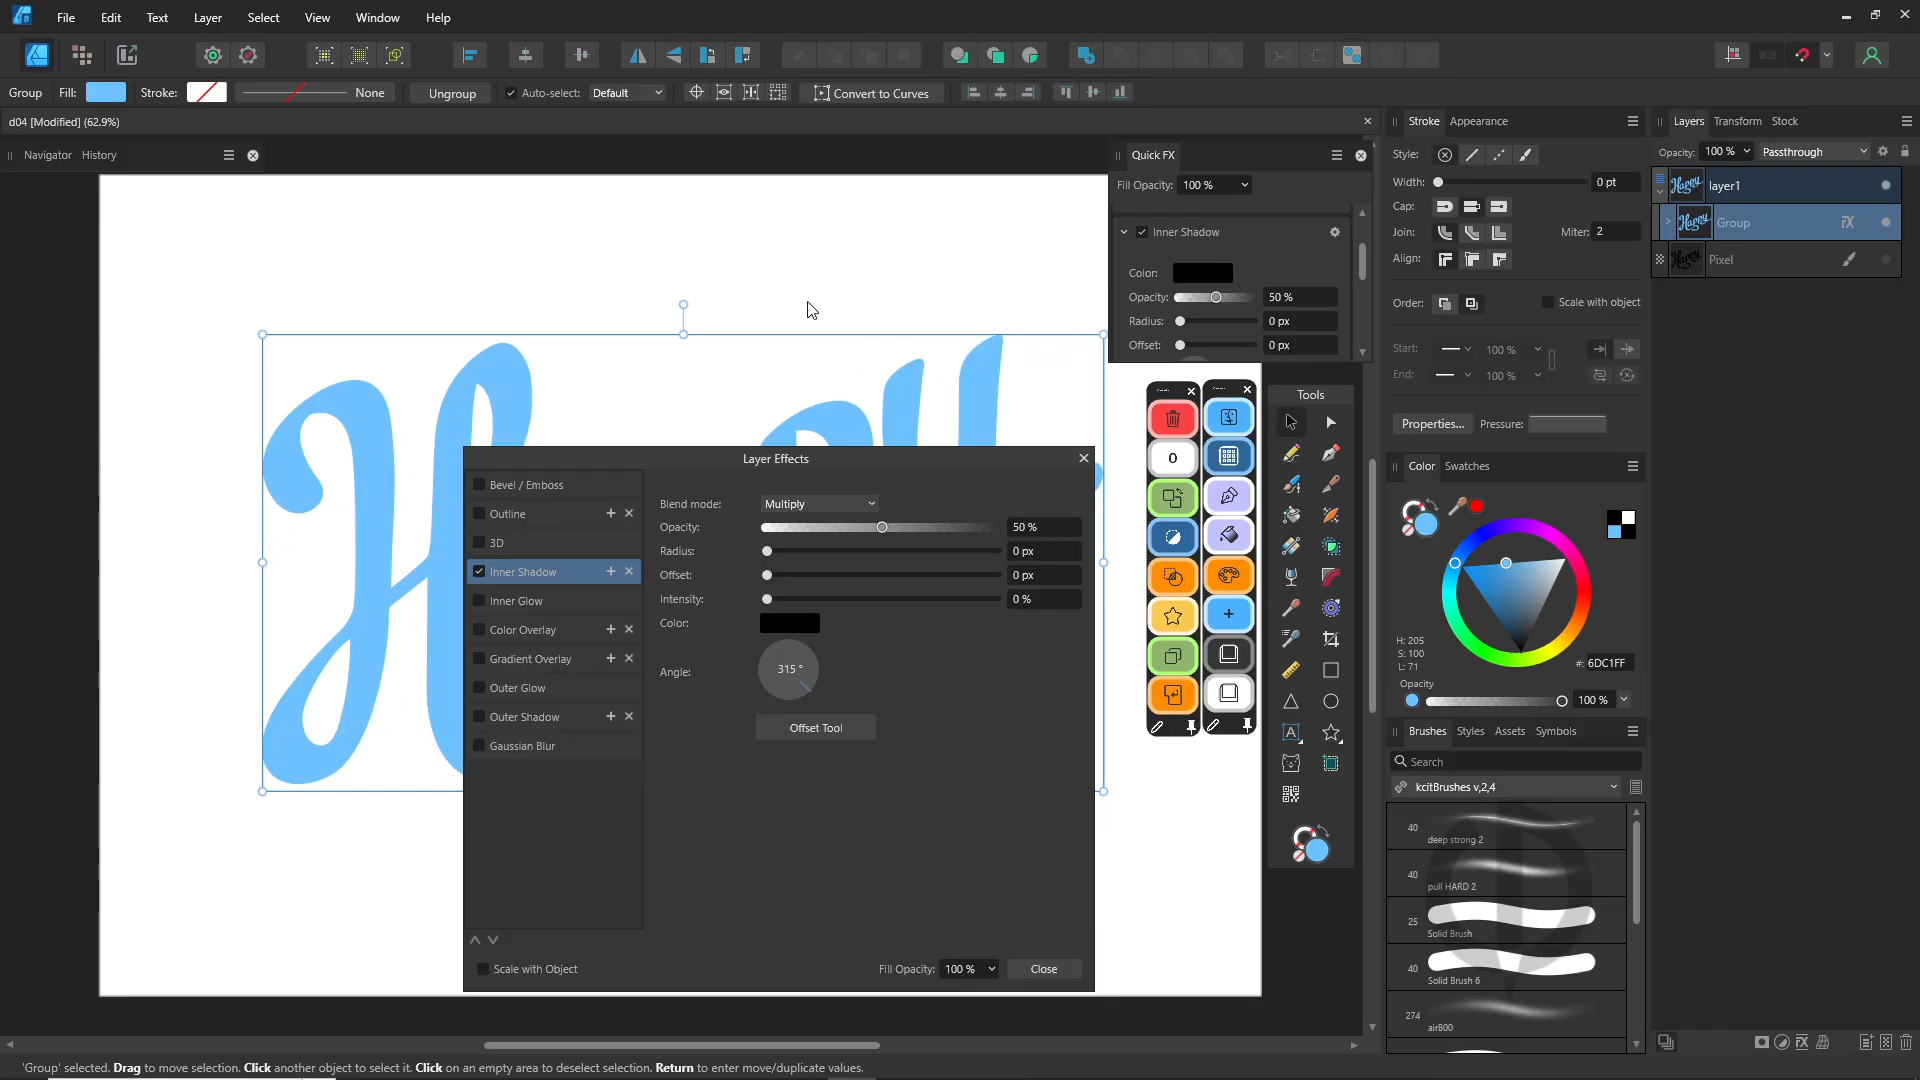 File Edit Text Layer Select View Window Help
Group Fill: Stroke: None Ungroup Auto-select: Default Convert to Curves
d04 [Modified] (62.9%)
Navigator History
Quick FX
Fill Opacity: 100 %
Inner Shadow
Color:
Opacity: 50 %
Radius: 0 px
Offset: 0 px
Stroke Appearance
Style:
Width: 0 pt
Cap:
Join: Miter: 2
Align:
Order: Scale with object
Start: 100 %
End: 100 %
Properties... Pressure:
Layers Transform Stock
Opacity: 100 % Passthrough
Happy layer1
Happy Group FX
Happy Pixel
Tools
0
A
Layer Effects
Bevel / Emboss
Outline
3D
Inner Shadow
Inner Glow
Color Overlay
Gradient Overlay
Outer Glow
Outer Shadow
Gaussian Blur
Blend mode: Multiply
Opacity: 50 %
Radius: 0 px
Offset: 0 px
Intensity: 0 %
Color:
Angle: 315 °
Offset Tool
Scale with Object
Fill Opacity: 100 % Close
Color Swatches
H: 205
S: 100
L: 71
#: 6DC1FF
Opacity
100 %
Brushes Styles Assets Symbols
Search
kcitBrushes v,2,4
40 deep strong 2
40 pull HARD 2
25 Solid Brush
40 Solid Brush 6
274 air800
'Group' selected. Drag to move selection. Click another object to select it. Click on an empty area to deselect selection. Return to enter move/duplicate values.